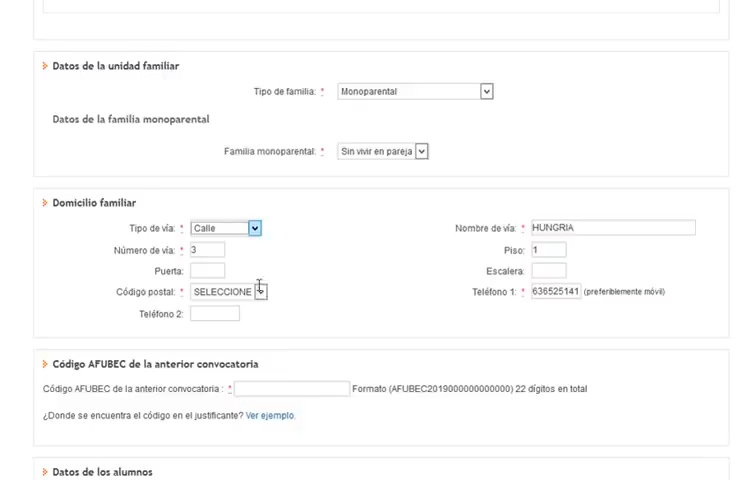 Datos de la unidad familiar
Tipo de familia: * Monoparental
Datos de la familia monoparental
Familia monoparental: * Sin vivir en pareja
Domicilio familiar
Tipo de vía: * Calle Nombre de vía: * HUNGRIA
Número de vía: * 3 Piso: 1
Puerta: Escalera:
Código postal: * SELECCIONE Teléfono 1: * 636525141 (preferiblemente móvil)
Teléfono 2:
Código AFUBEC de la anterior convocatoria
Código AFUBEC de la anterior convocatoria : * Formato (AFUBEC2019000000000000) 22 dígitos en total
¿Donde se encuentra el código en el justificante? Ver ejemplo.
Datos de los alumnos